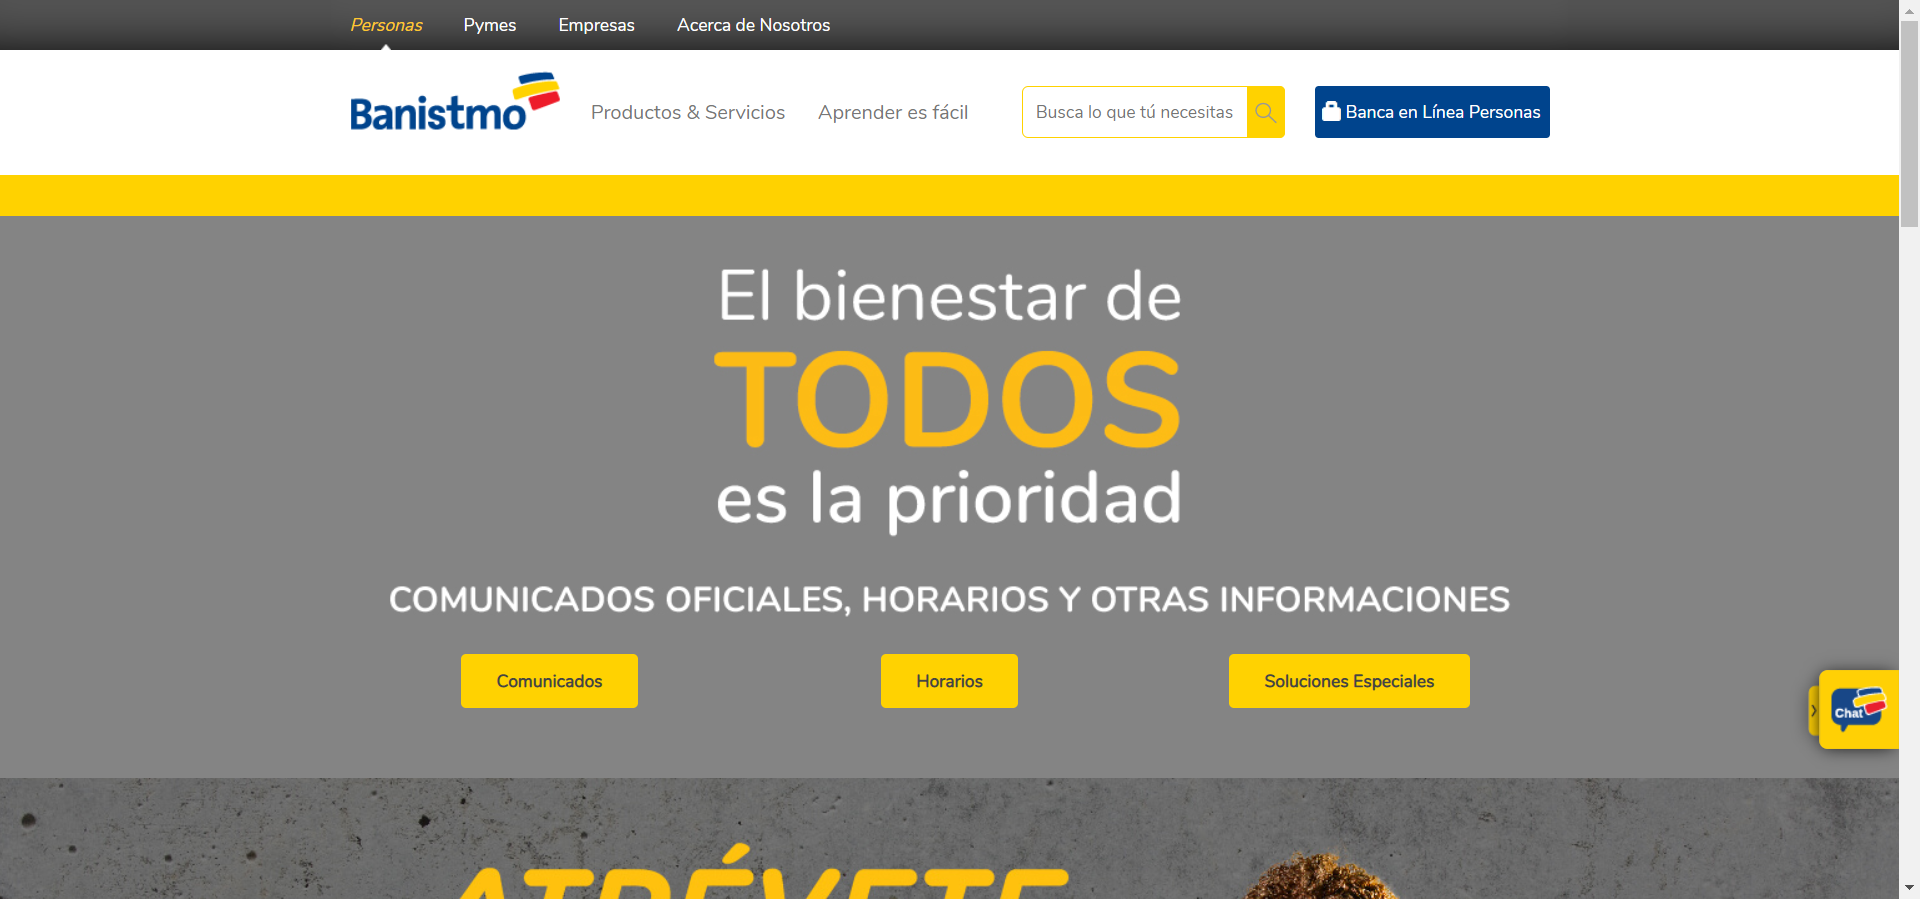 Personas Pymes Empresas Acerca de Nosotros
Banistmo Productos & Servicios Aprender es fácil Busca lo que tú necesitas Banca en Línea Personas
El bienestar de
TODOS
es la prioridad
COMUNICADOS OFICIALES, HORARIOS Y OTRAS INFORMACIONES
Comunicados Horarios Soluciones Especiales
Chat
ATRÉVETE